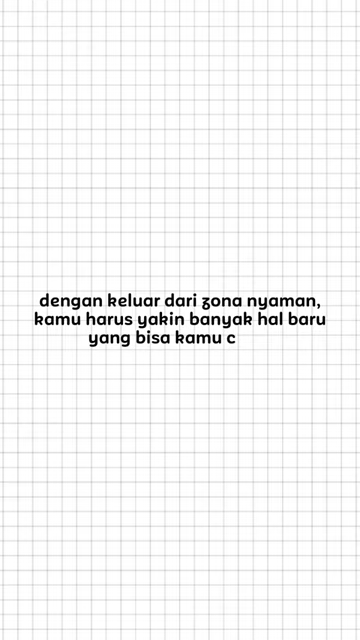 dengan keluar dari zona nyaman,
kamu harus yakin banyak hal baru
yang bisa kamu c